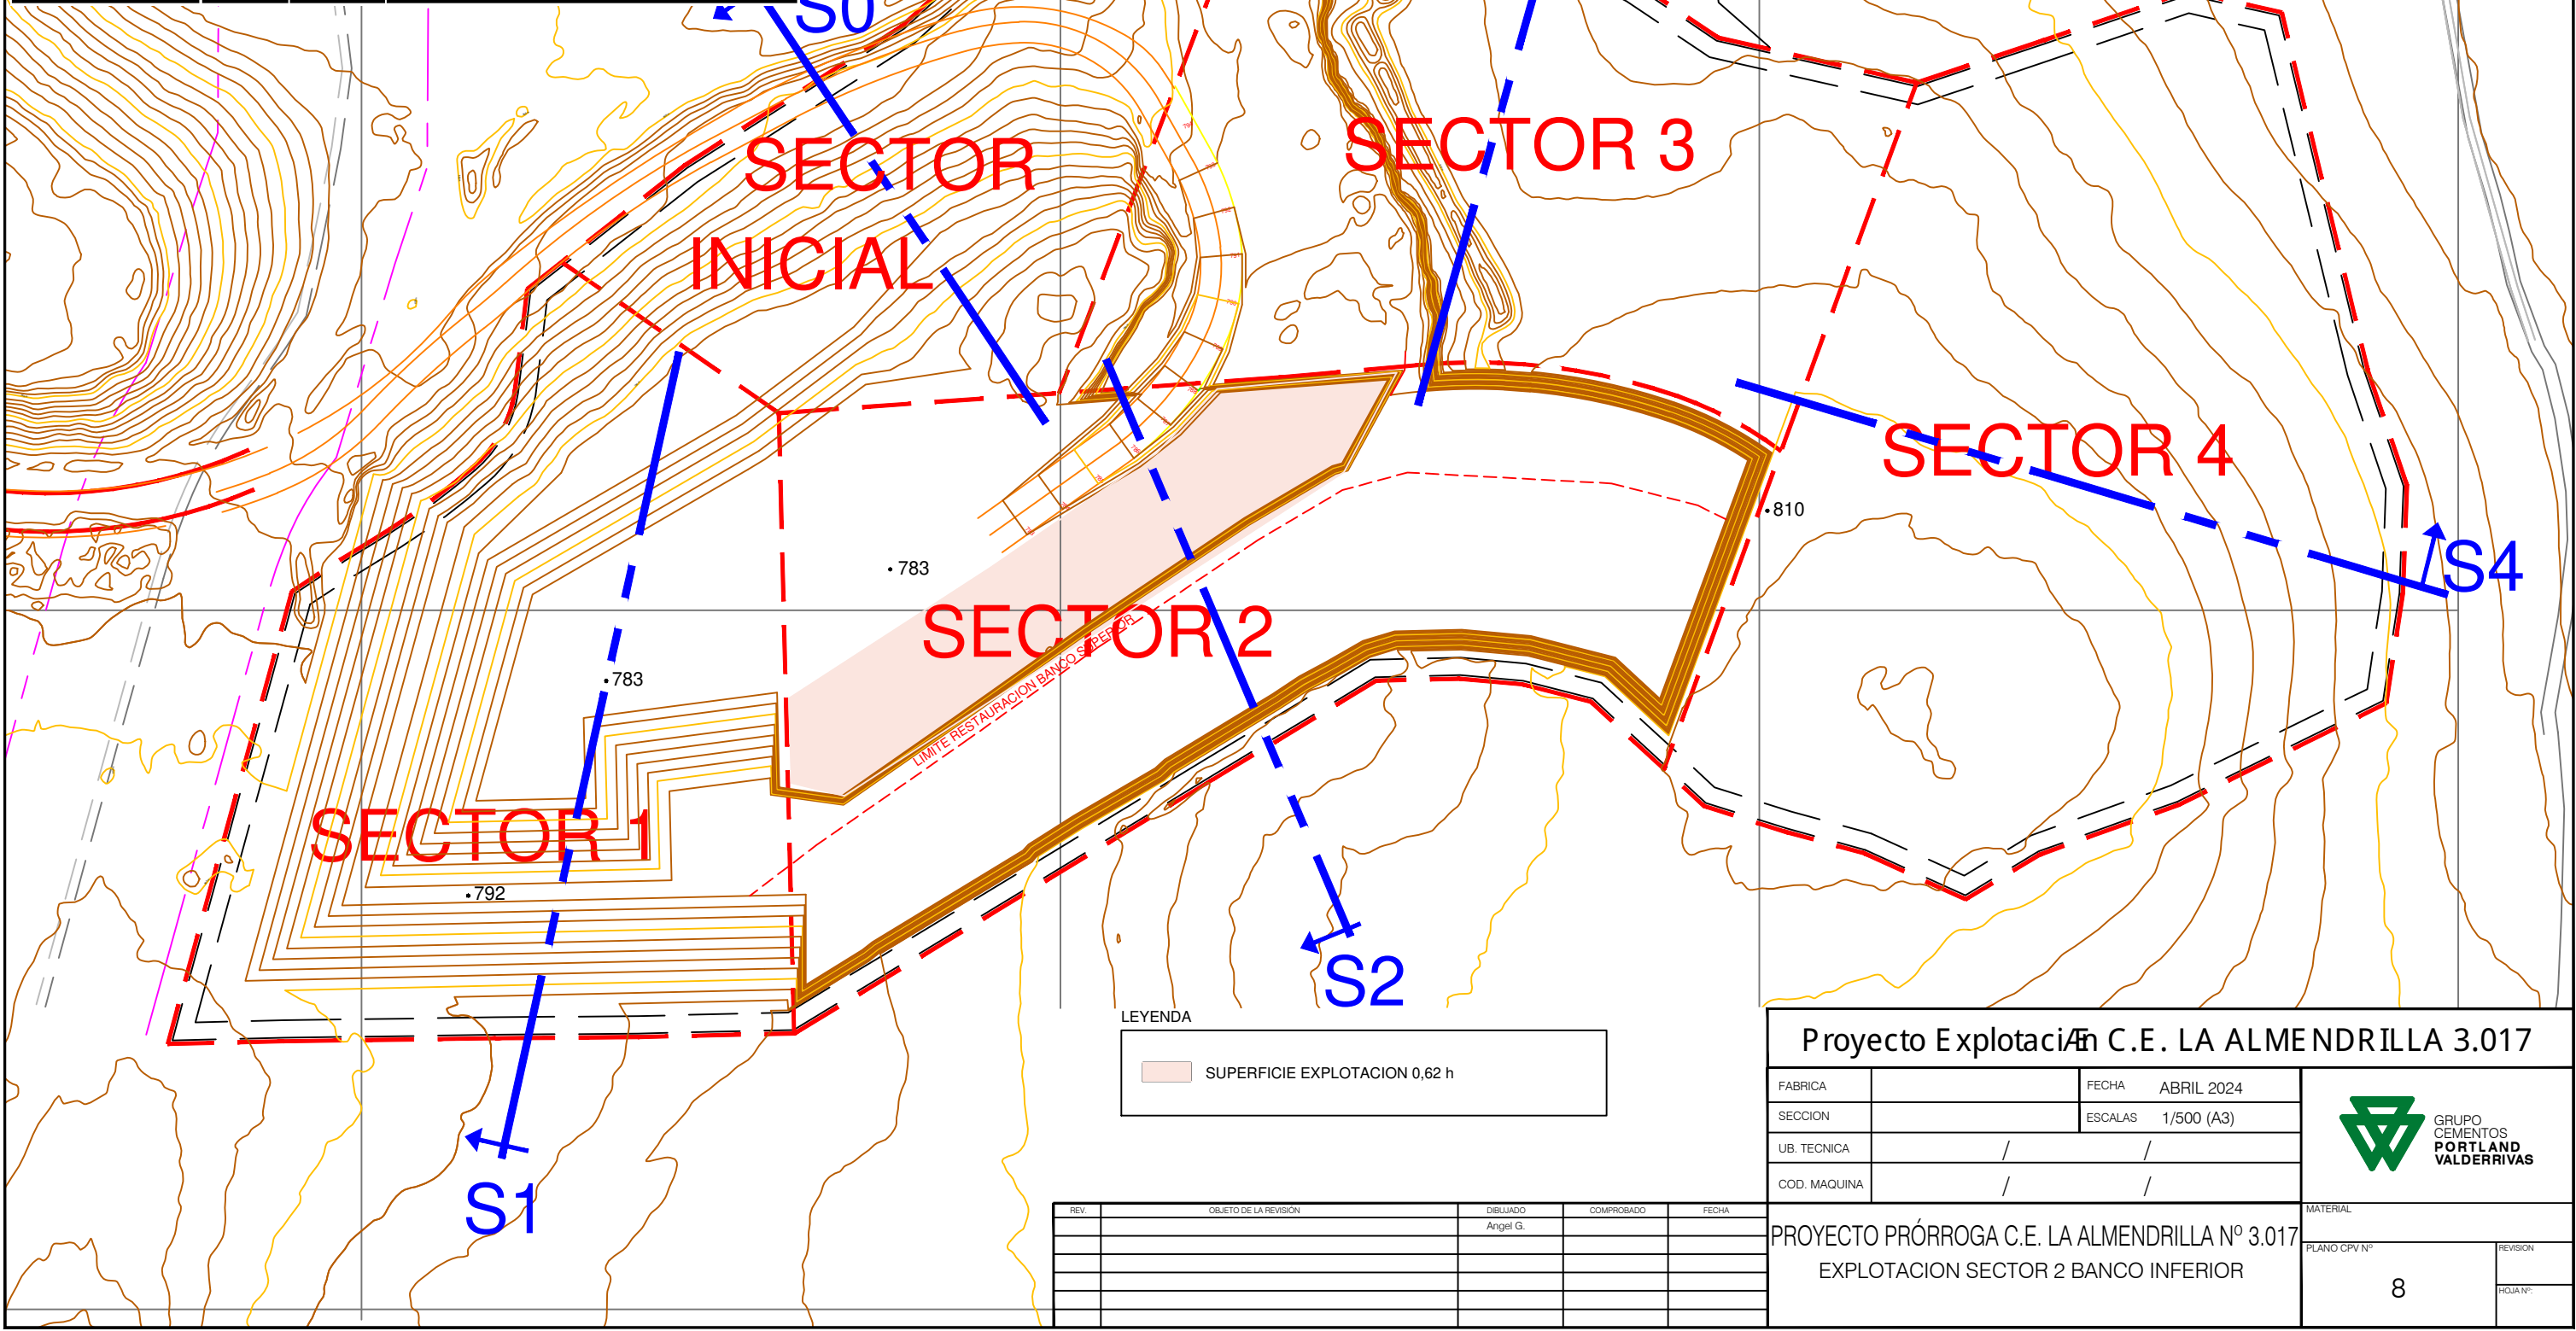 S0
SECTOR
INICIAL
SECTOR 3
SECTOR 4
810
S4
783
SECTOR 2
LIMITE RESTAURACION BANCO SUPERIOR
783
SECTOR 1
792
S2
S1
LEYENDA
SUPERFICIE EXPLOTACION 0,62 h
Proyecto ExplotaciÆn C.E. LA ALMENDRILLA 3.017
FABRICA
FECHA ABRIL 2024
SECCION
ESCALAS 1/500 (A3)
UB. TECNICA / /
COD. MAQUINA / /
GRUPO
CEMENTOS
PORTLAND
VALDERRIVAS
REV. OBJETO DE LA REVISIÓN DIBUJADO COMPROBADO FECHA
Angel G.
PROYECTO PRÓRROGA C.E. LA ALMENDRILLA Nº 3.017
EXPLOTACION SECTOR 2 BANCO INFERIOR
MATERIAL
PLANO CPV Nº
8
REVISION
HOJA Nº: